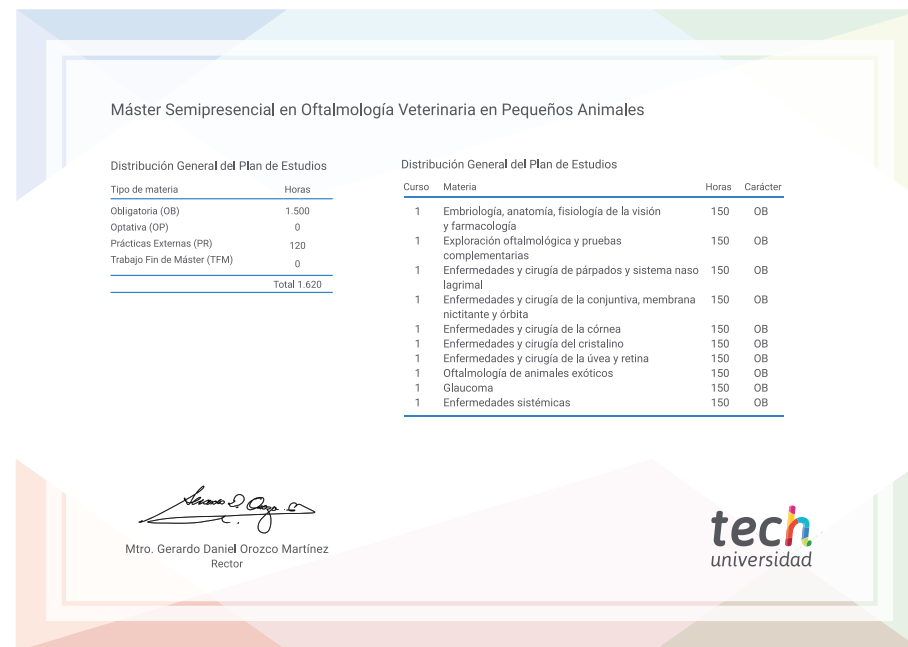 Máster Semipresencial en Oftalmología Veterinaria en Pequeños Animales
Distribución General del Plan de Estudios
Tipo de materia Horas
Obligatoria (OB) 1.500
Optativa (OP) 0
Prácticas Externas (PR) 120
Trabajo Fin de Máster (TFM) 0
Total 1.620
Distribución General del Plan de Estudios
Curso Materia Horas Carácter
1 Embriología, anatomía, fisiología de la visión 150 OB
y farmacología
1 Exploración oftalmológica y pruebas 150 OB
complementarias
1 Enfermedades y cirugía de párpados y sistema naso 150 OB
lagrimal
1 Enfermedades y cirugía de la conjuntiva, membrana 150 OB
nictitante y órbita
1 Enfermedades y cirugía de la córnea 150 OB
1 Enfermedades y cirugía del cristalino 150 OB
1 Enfermedades y cirugía de la úvea y retina 150 OB
1 Oftalmología de animales exóticos 150 OB
1 Glaucoma 150 OB
1 Enfermedades sistémicas 150 OB
Mtro. Gerardo Daniel Orozco Martínez
Rector
tech
universidad